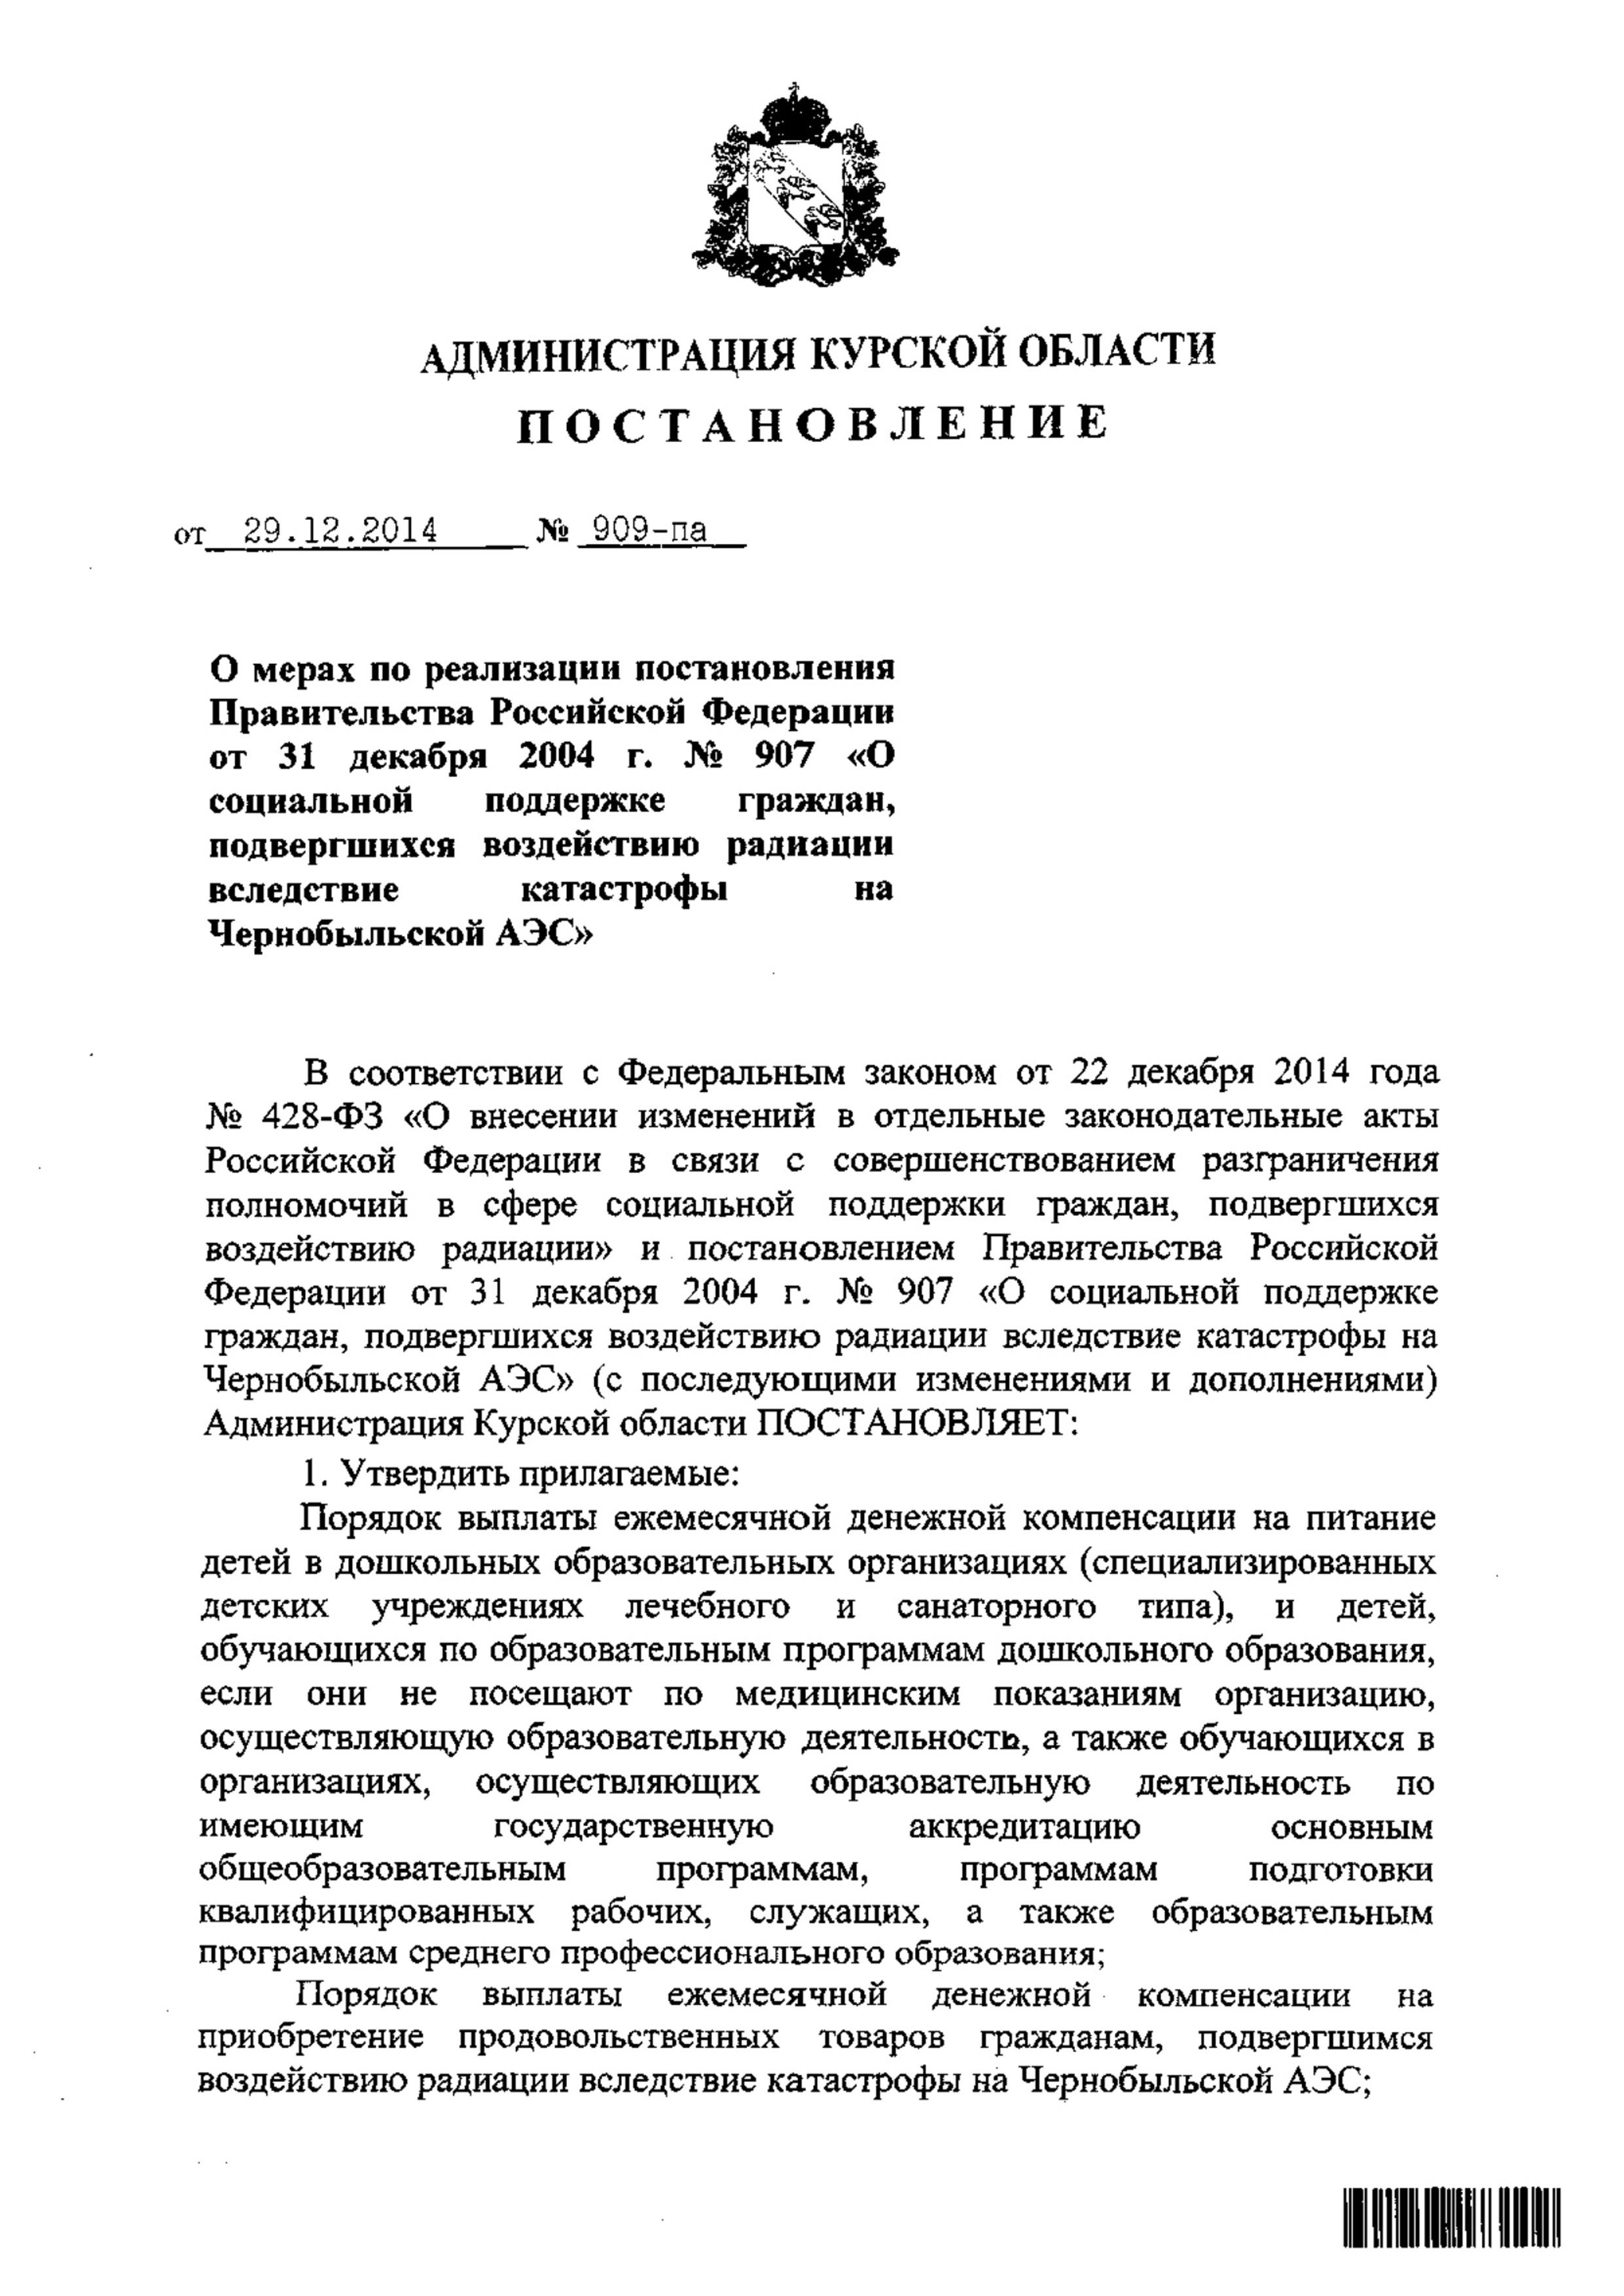 АДМИНИСТРАЦИЯ КУРСКОЙ ОБЛАСТИ
ПОСТАНОВЛЕНИЕ
от 29.12.2014 № 909-па
О мерах по реализации постановления
Правительства Российской Федерации
от 31 декабря 2004 г. № 907 «О
социальной поддержке граждан,
подвергшихся воздействию радиации
вследствие катастрофы на
Чернобыльской АЭС»
В соответствии с Федеральным законом от 22 декабря 2014 года
№ 428-ФЗ «О внесении изменений в отдельные законодательные акты
Российской Федерации в связи с совершенствованием разграничения
полномочий в сфере социальной поддержки граждан, подвергшихся
воздействию радиации» и постановлением Правительства Российской
Федерации от 31 декабря 2004 г. № 907 «О социальной поддержке
граждан, подвергшихся воздействию радиации вследствие катастрофы на
Чернобыльской АЭС» (с последующими изменениями и дополнениями)
Администрация Курской области ПОСТАНОВЛЯЕТ:
1. Утвердить прилагаемые:
Порядок выплаты ежемесячной денежной компенсации на питание
детей в дошкольных образовательных организациях (специализированных
детских учреждениях лечебного и санаторного типа), и детей,
обучающихся по образовательным программам дошкольного образования,
если они не посещают по медицинским показаниям организацию,
осуществляющую образовательную деятельность, а также обучающихся в
организациях, осуществляющих образовательную деятельность по
имеющим государственную аккредитацию основным
общеобразовательным программам, программам подготовки
квалифицированных рабочих, служащих, а также образовательным
программам среднего профессионального образования;
Порядок выплаты ежемесячной денежной компенсации на
приобретение продовольственных товаров гражданам, подвергшимся
воздействию радиации вследствие катастрофы на Чернобыльской АЭС;